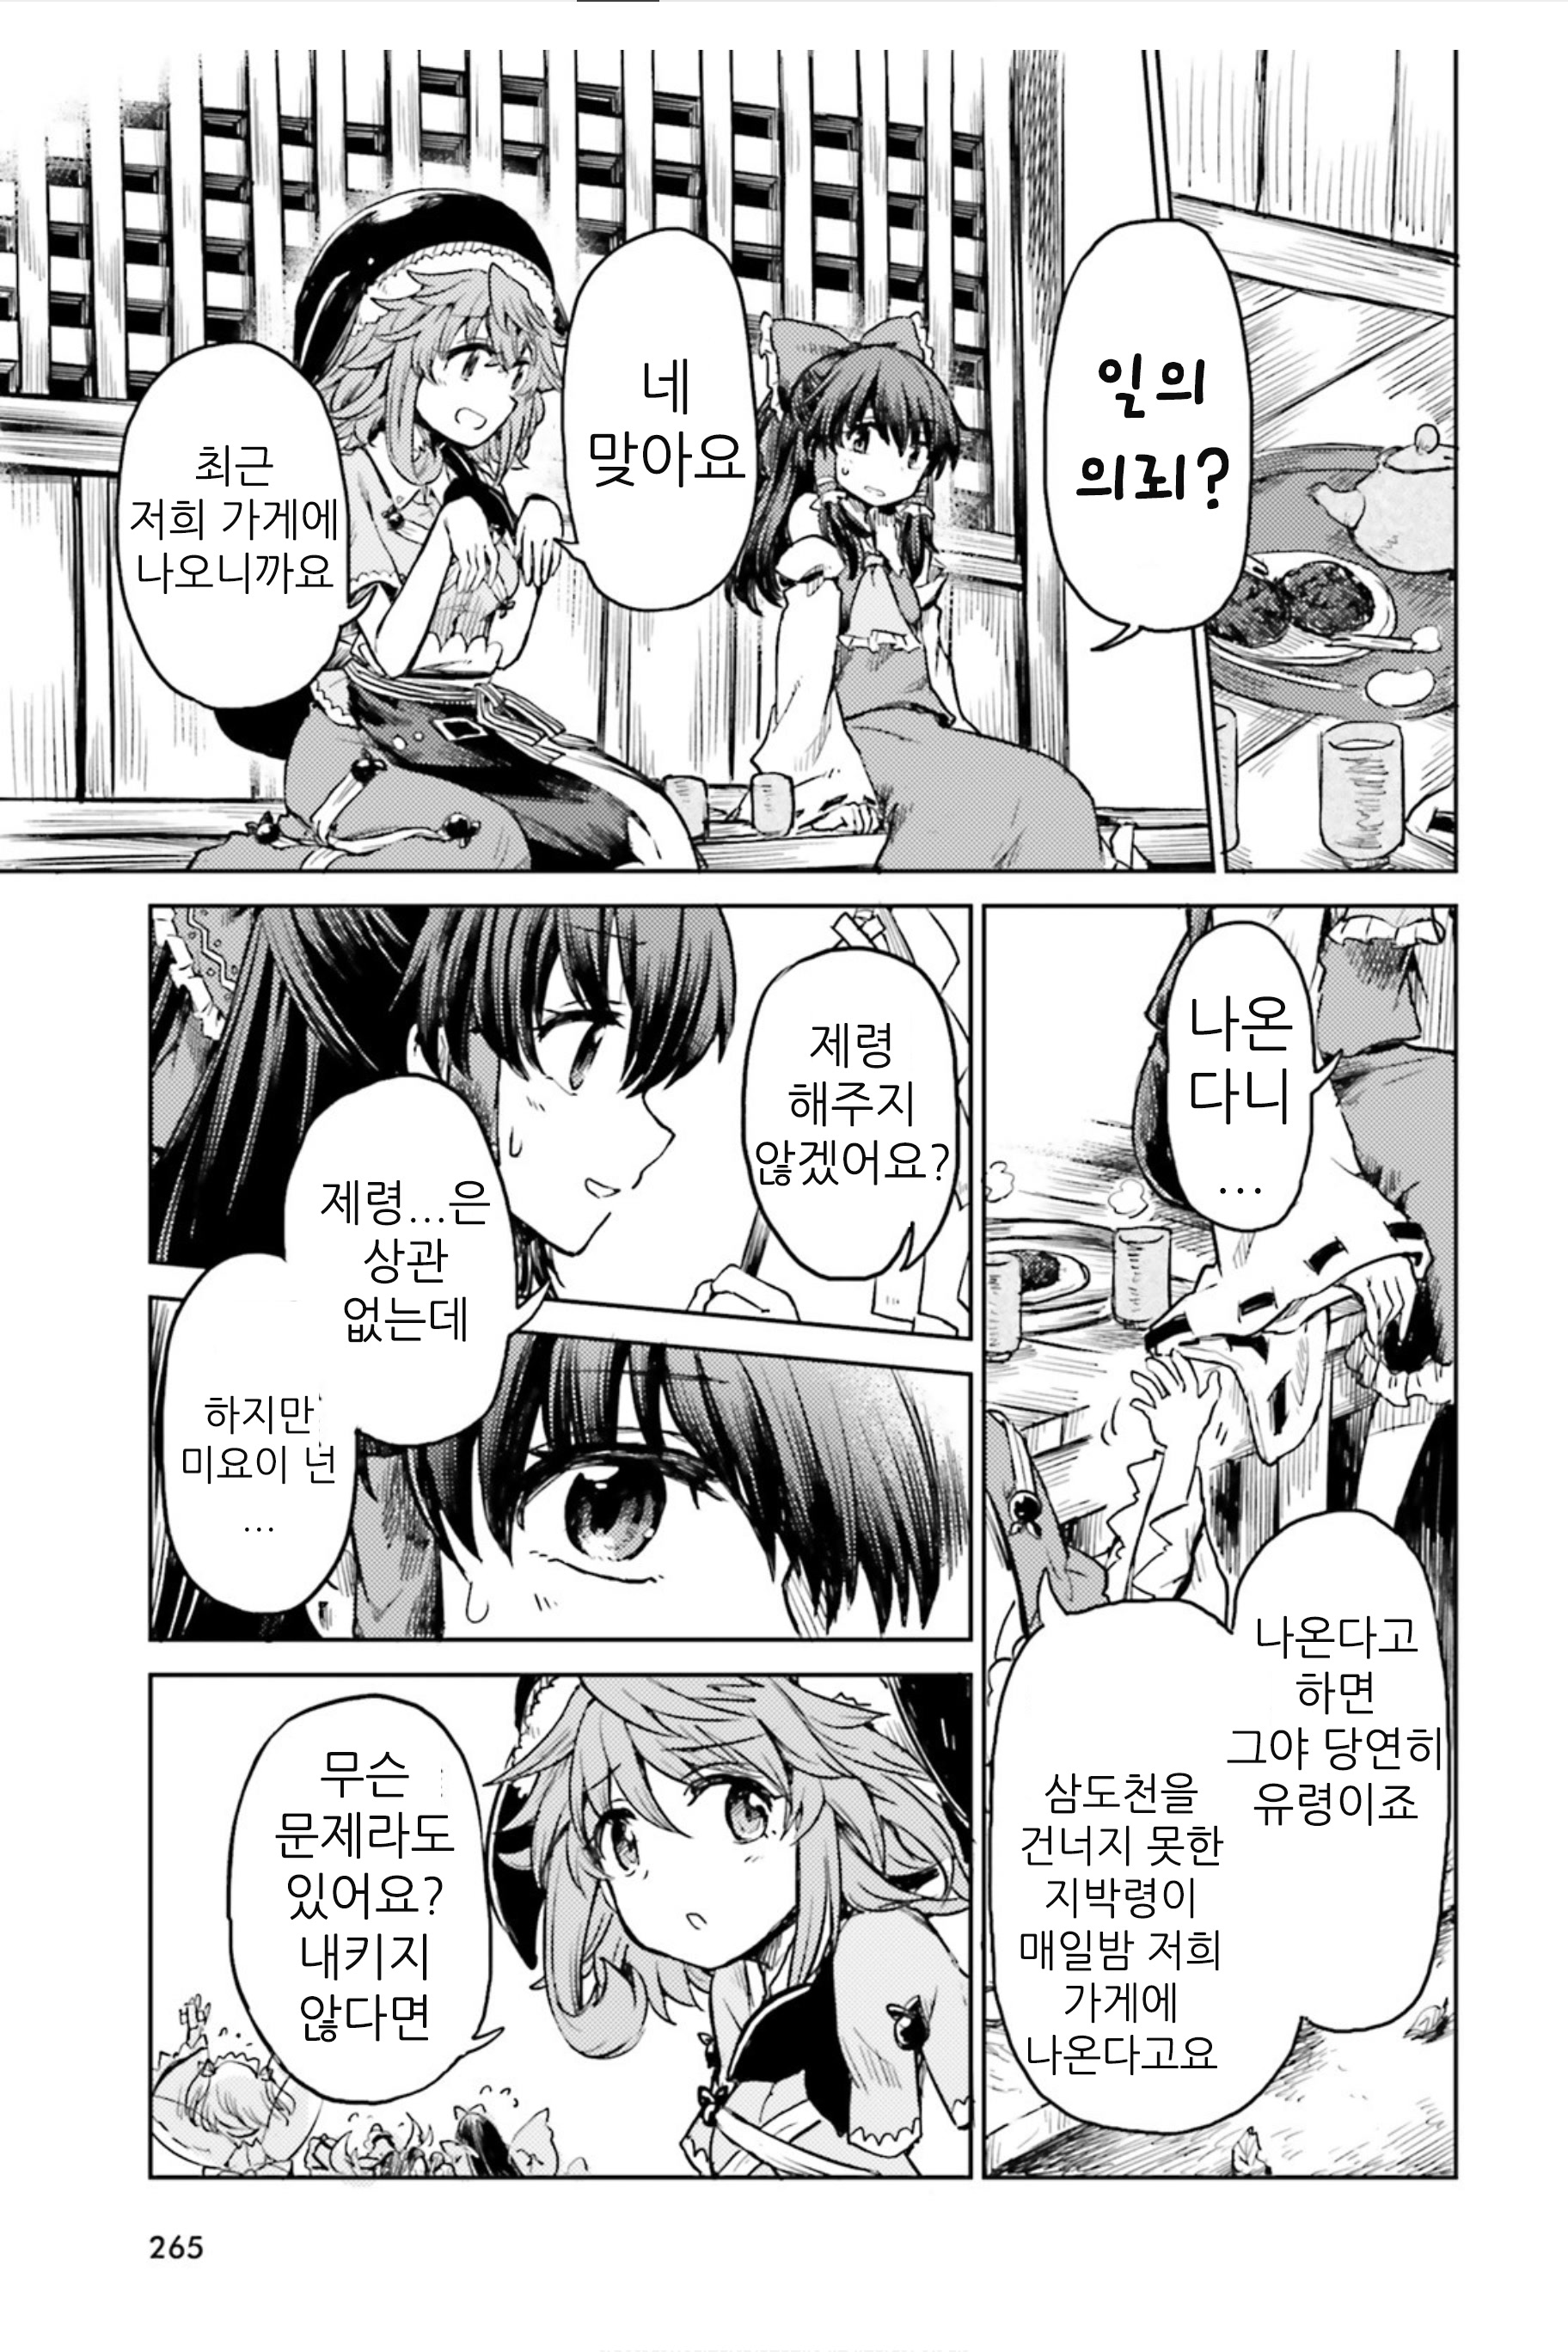 일의
의뢰?
네
맞아요
최근
저희 가게에
나오니까요
나온
다니
…
나온다고
하면
그야 당연히
유령이죠
삼도천을
건너지 못한
지박령이
매일밤 저희
가게에
나온다고요
제령
해주지
않겠어요?
제령…은
상관
없는데
하지만
미요이 넌
…
무슨
문제라도
있어요?
내키지
않다면
265